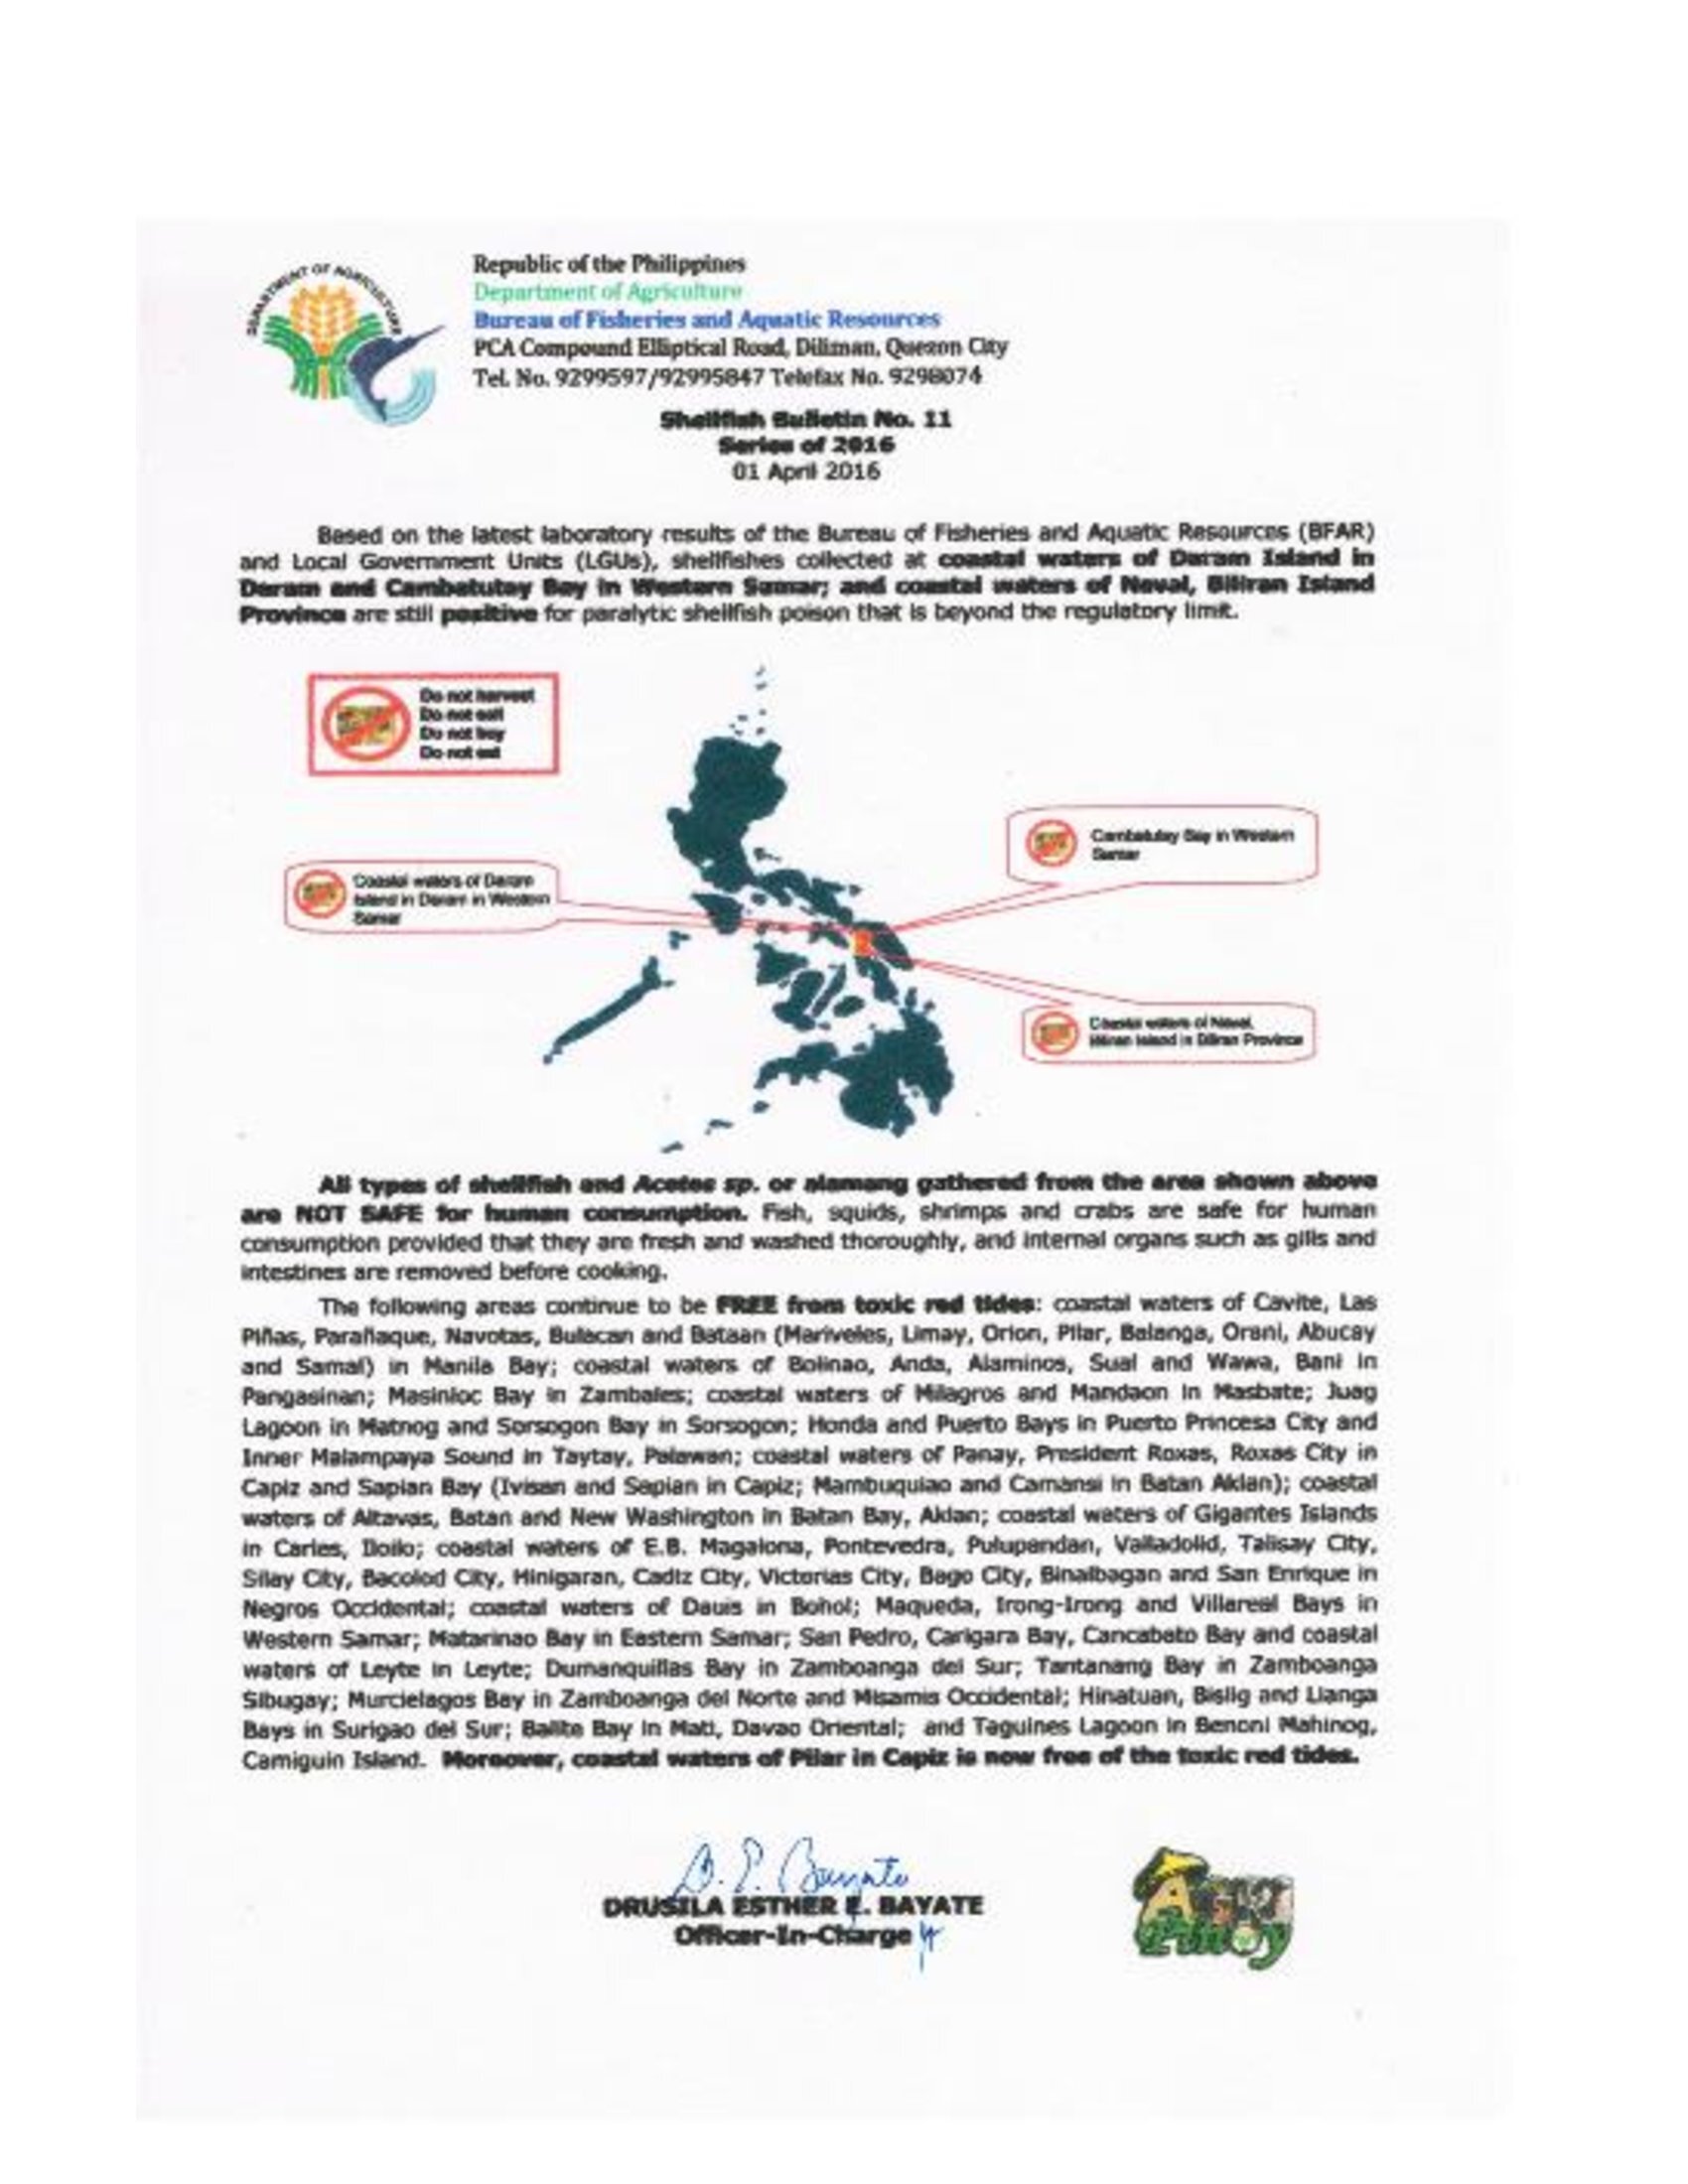 DEPARTMENT OF AGRICULTURE
Republic of the Philippines
Department of Agriculture
Bureau of Fisheries and Aquatic Resources
PCA Compound Elliptical Road, Diliman, Quezon City
Tel. No. 9299597/92995847 Telefax No. 9298074
Shellfish Bulletin No. 11
Series of 2016
01 April 2016
Based on the latest laboratory results of the Bureau of Fisheries and Aquatic Resources (BFAR)
and Local Government Units (LGUs), shellfishes collected at coastal waters of Daram Island in
Daram and Cambatutay Bay in Western Samar; and coastal waters of Naval, Biliran Island
Province are still positive for paralytic shellfish poison that is beyond the regulatory limit.
Do not harvest
Do not sell
Do not buy
Do not eat
Cambatutay Bay in Western
Samar
Coastal waters of Daram
Island in Daram in Western
Samar
Coastal waters of Naval,
Biliran Island in Biliran Province
All types of shellfish and Acetes sp. or alamang gathered from the area shown above
are NOT SAFE for human consumption. Fish, squids, shrimps and crabs are safe for human
consumption provided that they are fresh and washed thoroughly, and internal organs such as gills and
intestines are removed before cooking.
The following areas continue to be FREE from toxic red tides: coastal waters of Cavite, Las
Piñas, Parañaque, Navotas, Bulacan and Bataan (Mariveles, Limay, Orion, Pilar, Balanga, Orani, Abucay
and Samal) in Manila Bay; coastal waters of Bolinao, Anda, Alaminos, Sual and Wawa, Bani in
Pangasinan; Masinloc Bay in Zambales; coastal waters of Milagros and Mandaon in Masbate; Juag
Lagoon in Matnog and Sorsogon Bay in Sorsogon; Honda and Puerto Bays in Puerto Princesa City and
Inner Malampaya Sound in Taytay, Palawan; coastal waters of Panay, President Roxas, Roxas City in
Capiz and Sapian Bay (Ivisan and Sapian in Capiz; Mambuquiao and Camansi in Batan Aklan); coastal
waters of Altavas, Batan and New Washington in Batan Bay, Aklan; coastal waters of Gigantes Islands
in Carles, Iloilo; coastal waters of E.B. Magalona, Pontevedra, Pulupandan, Valladolid, Talisay City,
Silay City, Bacolod City, Hinigaran, Cadiz City, Victorias City, Bago City, Binalbagan and San Enrique in
Negros Occidental; coastal waters of Dauis in Bohol; Maqueda, Irong-Irong and Villareal Bays in
Western Samar; Matarinao Bay in Eastern Samar; San Pedro, Carigara Bay, Cancabato Bay and coastal
waters of Leyte in Leyte; Dumanquillas Bay in Zamboanga del Sur; Tantanang Bay in Zamboanga
Sibugay; Murcielagos Bay in Zamboanga del Norte and Misamis Occidental; Hinatuan, Bislig and Lianga
Bays in Surigao del Sur; Balite Bay in Mati, Davao Oriental; and Taguines Lagoon in Benoni Mahinog,
Camiguin Island. Moreover, coastal waters of Pilar in Capiz is now free of the toxic red tides.
D. E. Bayate
DRUSILA ESTHER E. BAYATE
Officer-In-Charge
Agri
Pinoy